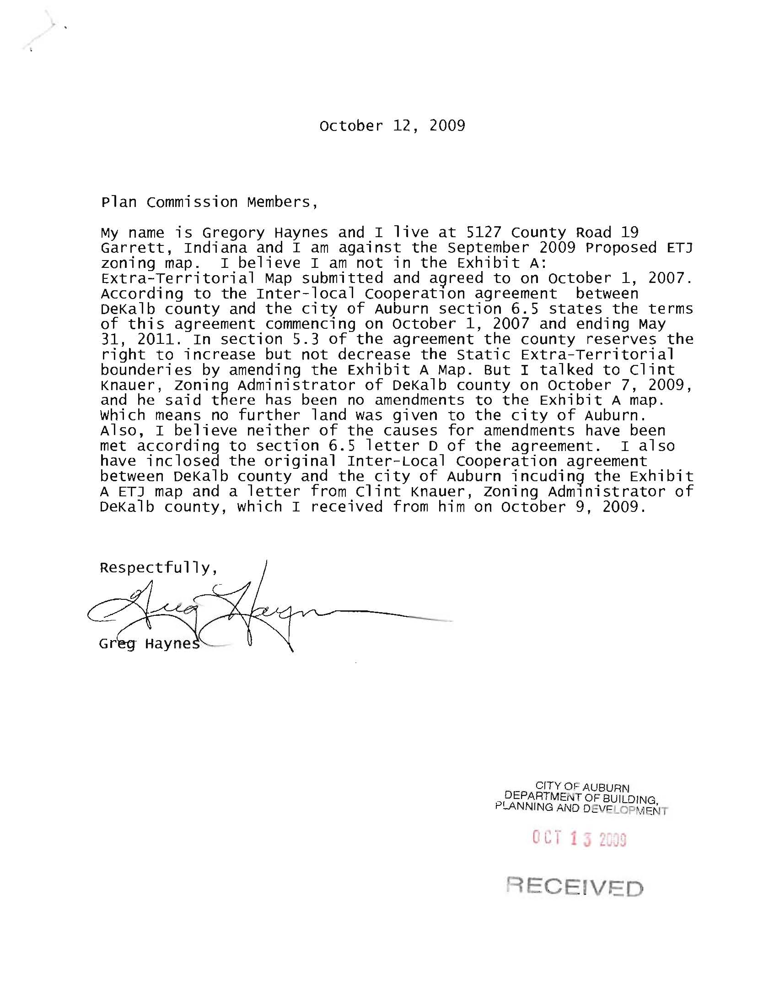 October 12, 2009
Plan Commission Members,
My name is Gregory Haynes and I live at 5127 County Road 19
Garrett, Indiana and I am against the September 2009 Proposed ETJ
zoning map.  I believe I am not in the Exhibit A:
Extra-Territorial Map submitted and agreed to on October 1, 2007.
According to the Inter-local Cooperation agreement  between
DeKalb county and the city of Auburn section 6.5 states the terms
of this agreement commencing on October 1, 2007 and ending May
31, 2011. In section 5.3 of the agreement the county reserves the
right to increase but not decrease the Static Extra-Territorial
bounderies by amending the Exhibit A Map. But I talked to Clint
Knauer, Zoning Administrator of DeKalb county on October 7, 2009,
and he said there has been no amendments to the Exhibit A map.
Which means no further land was given to the city of Auburn.
Also, I believe neither of the causes for amendments have been
met according to section 6.5 letter D of the agreement.  I also
have inclosed the original Inter-Local Cooperation agreement
between DeKalb county and the city of Auburn incuding the Exhibit
A ETJ map and a letter from Clint Knauer, Zoning Administrator of
DeKalb county, which I received from him on October 9, 2009.
Respectfully,
Greg Haynes
Greg Haynes
CITY OF AUBURN
DEPARTMENT OF BUILDING,
PLANNING AND DEVELOPMENT
OCT 13 2009
RECEIVED